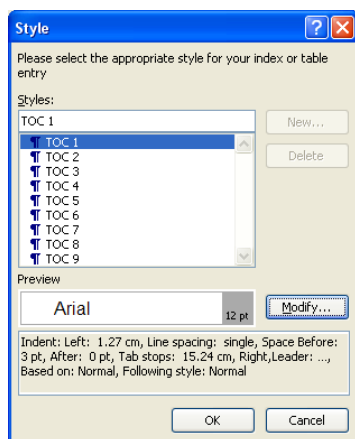 Style
Please select the appropriate style for your index or table
entry
Styles:
TOC 1
New...
¶ TOC 1
¶ TOC 2
Delete
¶ TOC 3
¶ TOC 4
¶ TOC 5
¶ TOC 6
¶ TOC 7
¶ TOC 8
¶ TOC 9
Preview
Arial
12 pt
Modify...
Indent: Left: 1.27 cm, Line spacing: single, Space Before:
3 pt, After: 0 pt, Tab stops: 15.24 cm, Right,Leader: ...,
Based on: Normal, Following style: Normal
OK
Cancel